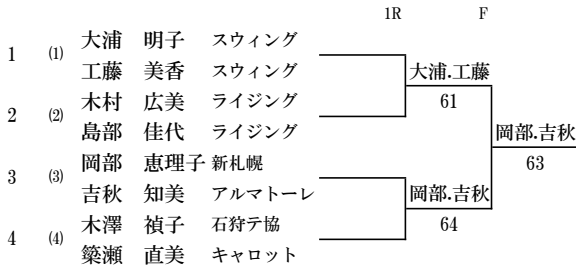 1R F
大浦 明子 スウィング
1 (1)
工藤 美香 スウィング
大浦.工藤
木村 広美 ライジング
61
2 (2)
島部 佳代 ライジング
岡部.吉秋
岡部 恵理子 新札幌
63
3 (3)
吉秋 知美 アルマトーレ
岡部.吉秋
木澤 禎子 石狩テ協
64
4 (4)
築瀬 直美 キャロット